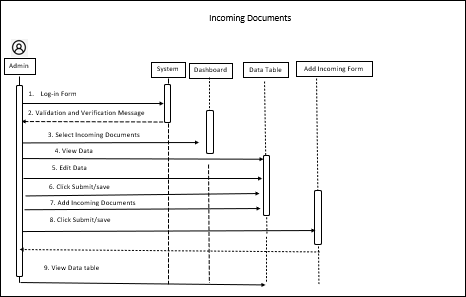 Incoming Documents
Admin
System
Dashboard
Data Table
Add Incoming Form
1. Log-in Form
2. Validation and Verification Message
3. Select Incoming Documents
4. View Data
5. Edit Data
6. Click Submit/save
7. Add Incoming Documents
8. Click Submit/save
9. View Data table